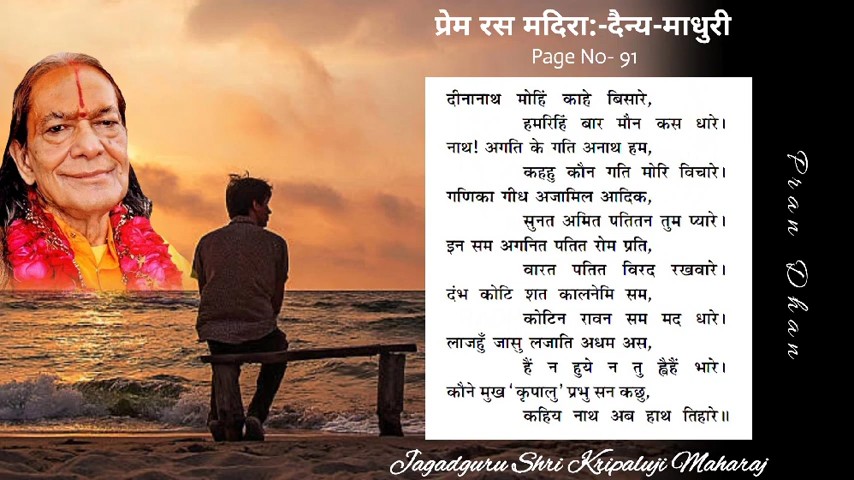 प्रेम रस मदिरा:-दैन्य-माधुरी
Page No- 91
दीनानाथ मोहिं काहे बिसारे,
हमरिहिं बार मौन कस धारे।
नाथ! अगति के गति अनाथ हम,
कहहु कौन गति मोरि विचारे।
गणिका गीध अजामिल आदिक,
सुनत अमित पतितन तुम प्यारे।
इन सम अगनित पतित रोम प्रति,
वारत पतित विरद रखवारे।
दंभ कोटि शत कालनेमि सम,
कोटिन रावन सम मद धारे।
लाजहुँ जासु लजाति अधम अस,
हैं न हुये न तु ह्वैहैं भारे।
कौने मुख 'कृपालु' प्रभु सन कछु,
कहिय नाथ अब हाथ तिहारे॥
Pran Dhan
Jagadguru Shri Kripaluji Maharaj